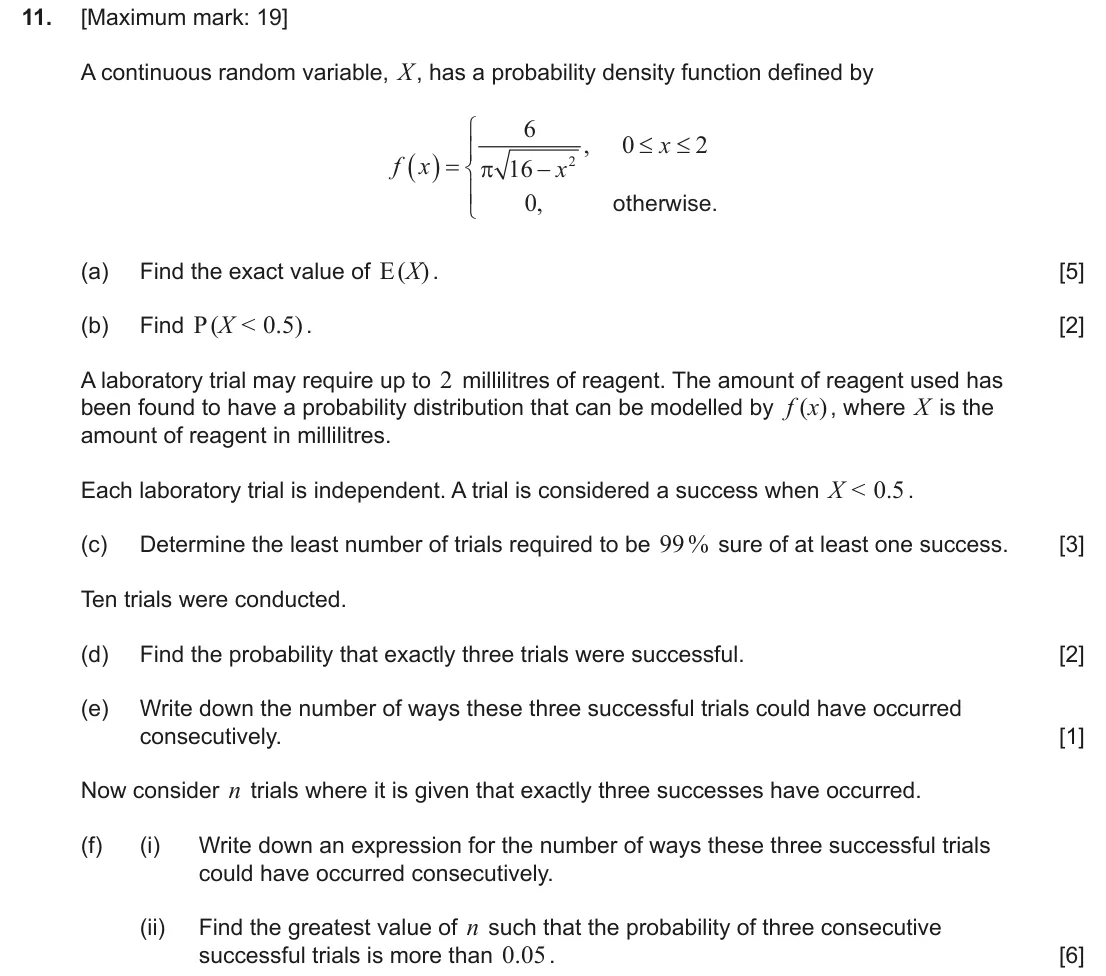 11. [Maximum mark: 19]
A continuous random variable, X, has a probability density function defined by
f(x) = { 6/(π√(16 − x²)), 0 ≤ x ≤ 2
0, otherwise.
(a) Find the exact value of E(X). [5]
(b) Find P(X < 0.5). [2]
A laboratory trial may require up to 2 millilitres of reagent. The amount of reagent used has
been found to have a probability distribution that can be modelled by f(x), where X is the
amount of reagent in millilitres.
Each laboratory trial is independent. A trial is considered a success when X < 0.5.
(c) Determine the least number of trials required to be 99% sure of at least one success. [3]
Ten trials were conducted.
(d) Find the probability that exactly three trials were successful. [2]
(e) Write down the number of ways these three successful trials could have occurred
consecutively. [1]
Now consider n trials where it is given that exactly three successes have occurred.
(f) (i) Write down an expression for the number of ways these three successful trials
could have occurred consecutively.
(ii) Find the greatest value of n such that the probability of three consecutive
successful trials is more than 0.05. [6]